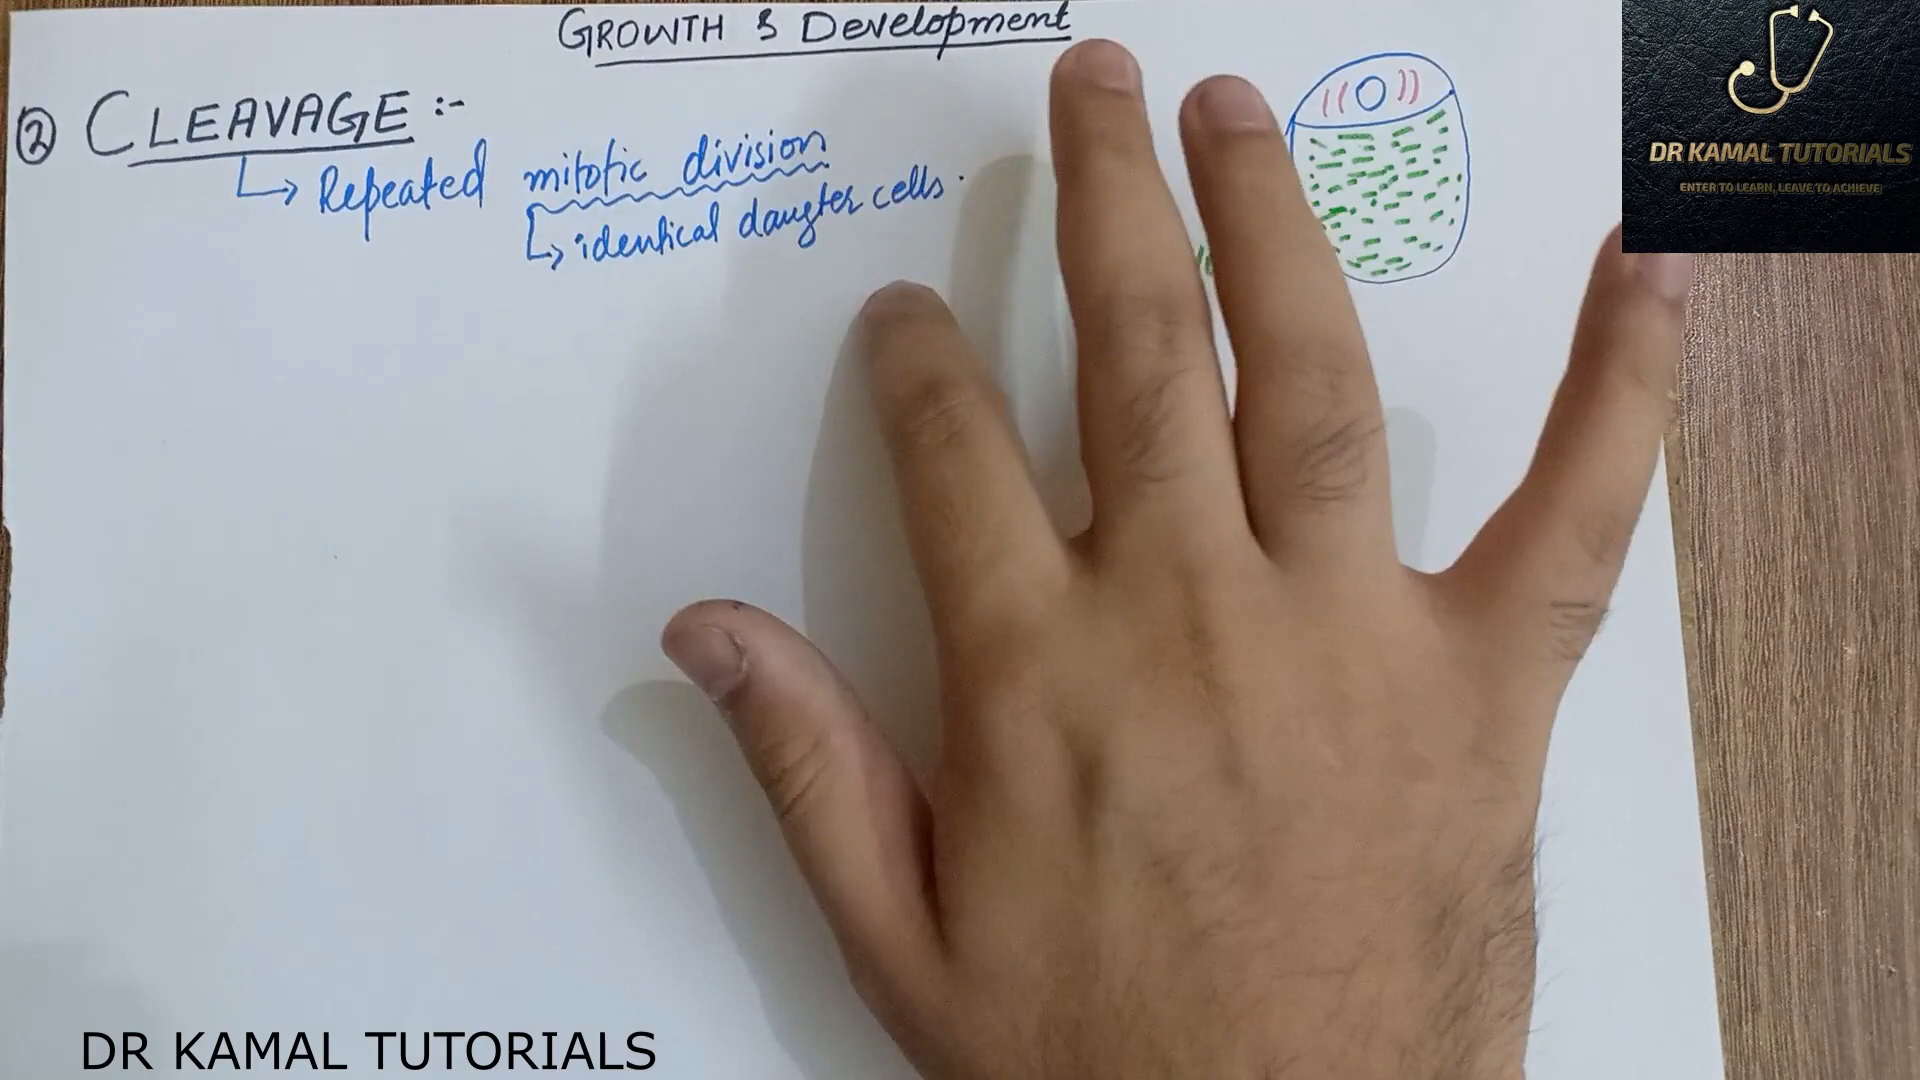 GROWTH & Development
② CLEAVAGE :-
↳ Repeated mitotic division
↳ identical daugter cells.
DR KAMAL TUTORIALS
ENTER TO LEARN, LEAVE TO ACHIEVE
DR KAMAL TUTORIALS